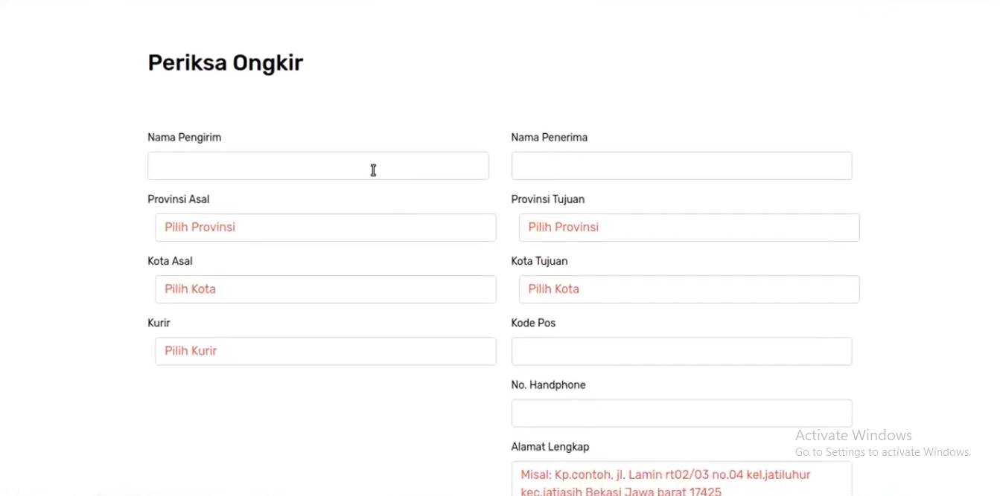 Periksa Ongkir
Nama Pengirim
Nama Penerima
Provinsi Asal
Provinsi Tujuan
Pilih Provinsi
Pilih Provinsi
Kota Asal
Kota Tujuan
Pilih Kota
Pilih Kota
Kurir
Kode Pos
Pilih Kurir
No. Handphone
Alamat Lengkap
Misal: Kp.contoh, jl. Lamin rt02/03 no.04 kel.jatiluhur
kec.jatiasih Bekasi Jawa barat 17425
Activate Windows
Go to Settings to activate Windows.